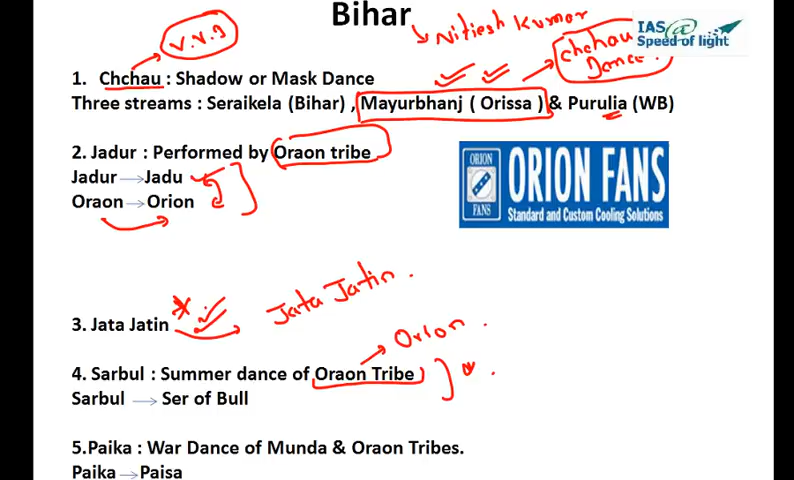 Bihar
Nitiesh Kumar
IAS@
Speed of light
V.V.I
Chchau
Dance.
1. Chchau : Shadow or Mask Dance
Three streams : Seraikela (Bihar) , Mayurbhanj ( Orissa ) & Purulia (WB)
2. Jadur : Performed by Oraon tribe
Jadur → Jadu
Oraon → Orion
ORION
FANS
ORION FANS
Standard and Custom Cooling Solutions
Jata Jatin.
3. Jata Jatin
Orion.
4. Sarbul : Summer dance of Oraon Tribe
Sarbul → Ser of Bull
5.Paika : War Dance of Munda & Oraon Tribes.
Paika → Paisa